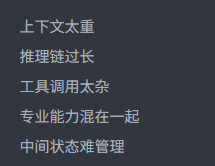 上下文太重
推理链过长
工具调用太杂
专业能力混在一起
中间状态难管理